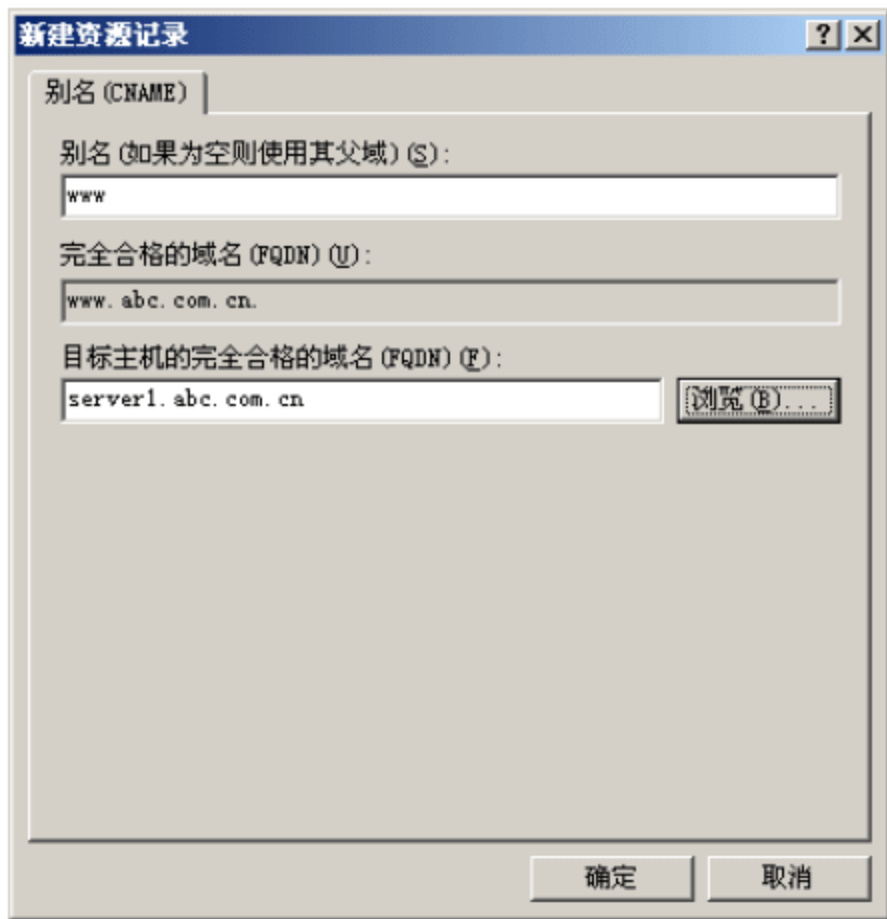 新建资源记录
别名(CNAME)
别名(如果为空则使用其父域)(S):
www
完全合格的域名(FQDN)(U):
www.abc.com.cn.
目标主机的完全合格的域名(FQDN)(F):
server1.abc.com.cn
浏览(B)...
确定
取消